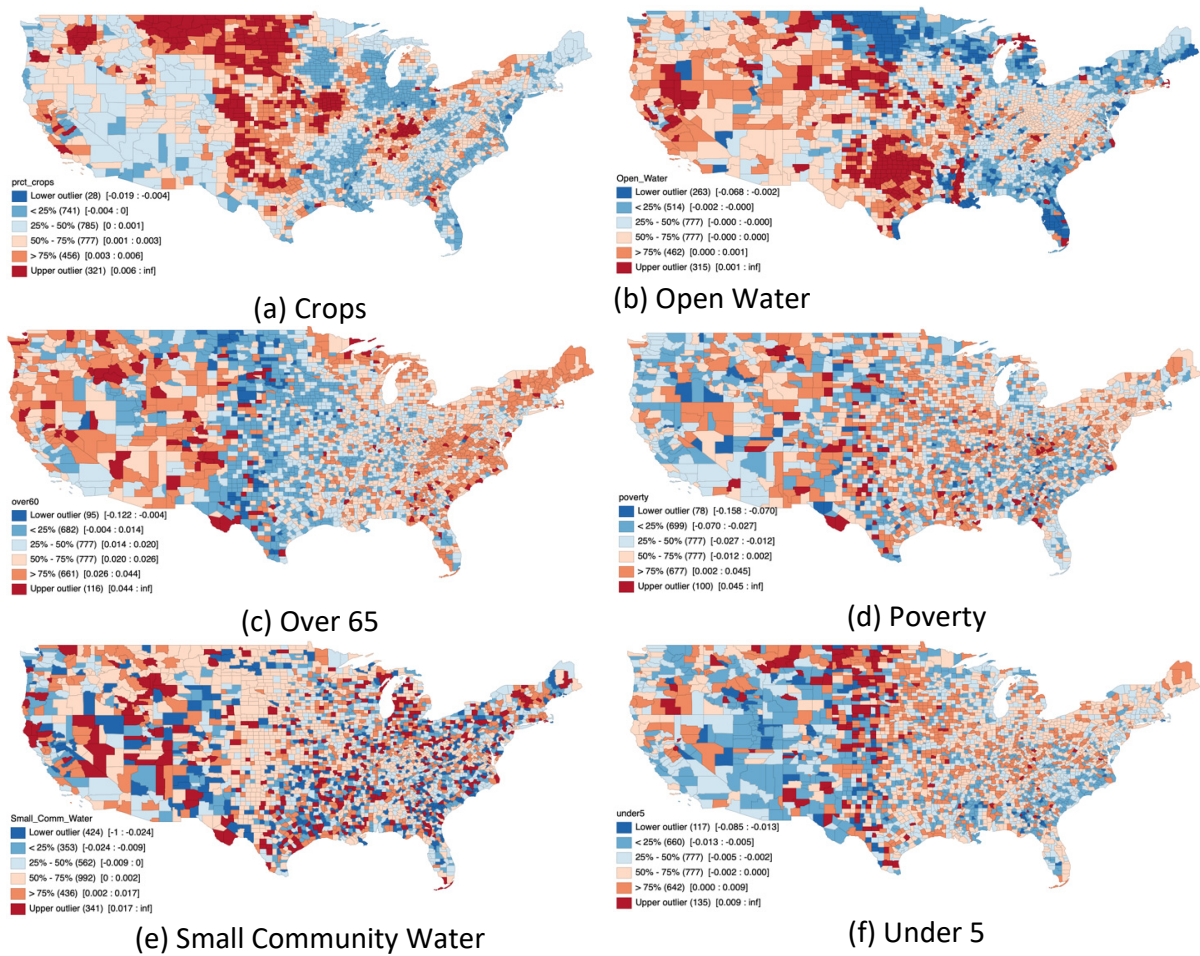 prct_crops
Lower outlier (28) [-0.019 : -0.004]
< 25% (741) [-0.004 : 0]
25% - 50% (785) [0 : 0.001]
50% - 75% (777) [0.001 : 0.003]
> 75% (456) [0.003 : 0.006]
Upper outlier (321) [0.006 : inf]
(a) Crops
Open_Water
Lower outlier (263) [-0.068 : -0.002]
< 25% (514) [-0.002 : -0.000]
25% - 50% (777) [-0.000 : -0.000]
50% - 75% (777) [-0.000 : 0.000]
> 75% (462) [0.000 : 0.001]
Upper outlier (315) [0.001 : inf]
(b) Open Water
over60
Lower outlier (95) [-0.122 : -0.004]
< 25% (682) [-0.004 : 0.014]
25% - 50% (777) [0.014 : 0.020]
50% - 75% (777) [0.020 : 0.026]
> 75% (661) [0.026 : 0.044]
Upper outlier (116) [0.044 : inf]
(c) Over 65
poverty
Lower outlier (78) [-0.158 : -0.070]
< 25% (699) [-0.070 : -0.027]
25% - 50% (777) [-0.027 : -0.012]
50% - 75% (777) [-0.012 : 0.002]
> 75% (677) [0.002 : 0.045]
Upper outlier (100) [0.045 : inf]
(d) Poverty
Small_Comm_Water
Lower outlier (424) [-1 : -0.024]
< 25% (353) [-0.024 : -0.009]
25% - 50% (562) [-0.009 : 0]
50% - 75% (992) [0 : 0.002]
> 75% (436) [0.002 : 0.017]
Upper outlier (341) [0.017 : inf]
(e) Small Community Water
under5
Lower outlier (117) [-0.085 : -0.013]
< 25% (660) [-0.013 : -0.005]
25% - 50% (777) [-0.005 : -0.002]
50% - 75% (777) [-0.002 : 0.000]
> 75% (642) [0.000 : 0.009]
Upper outlier (135) [0.009 : inf]
(f) Under 5